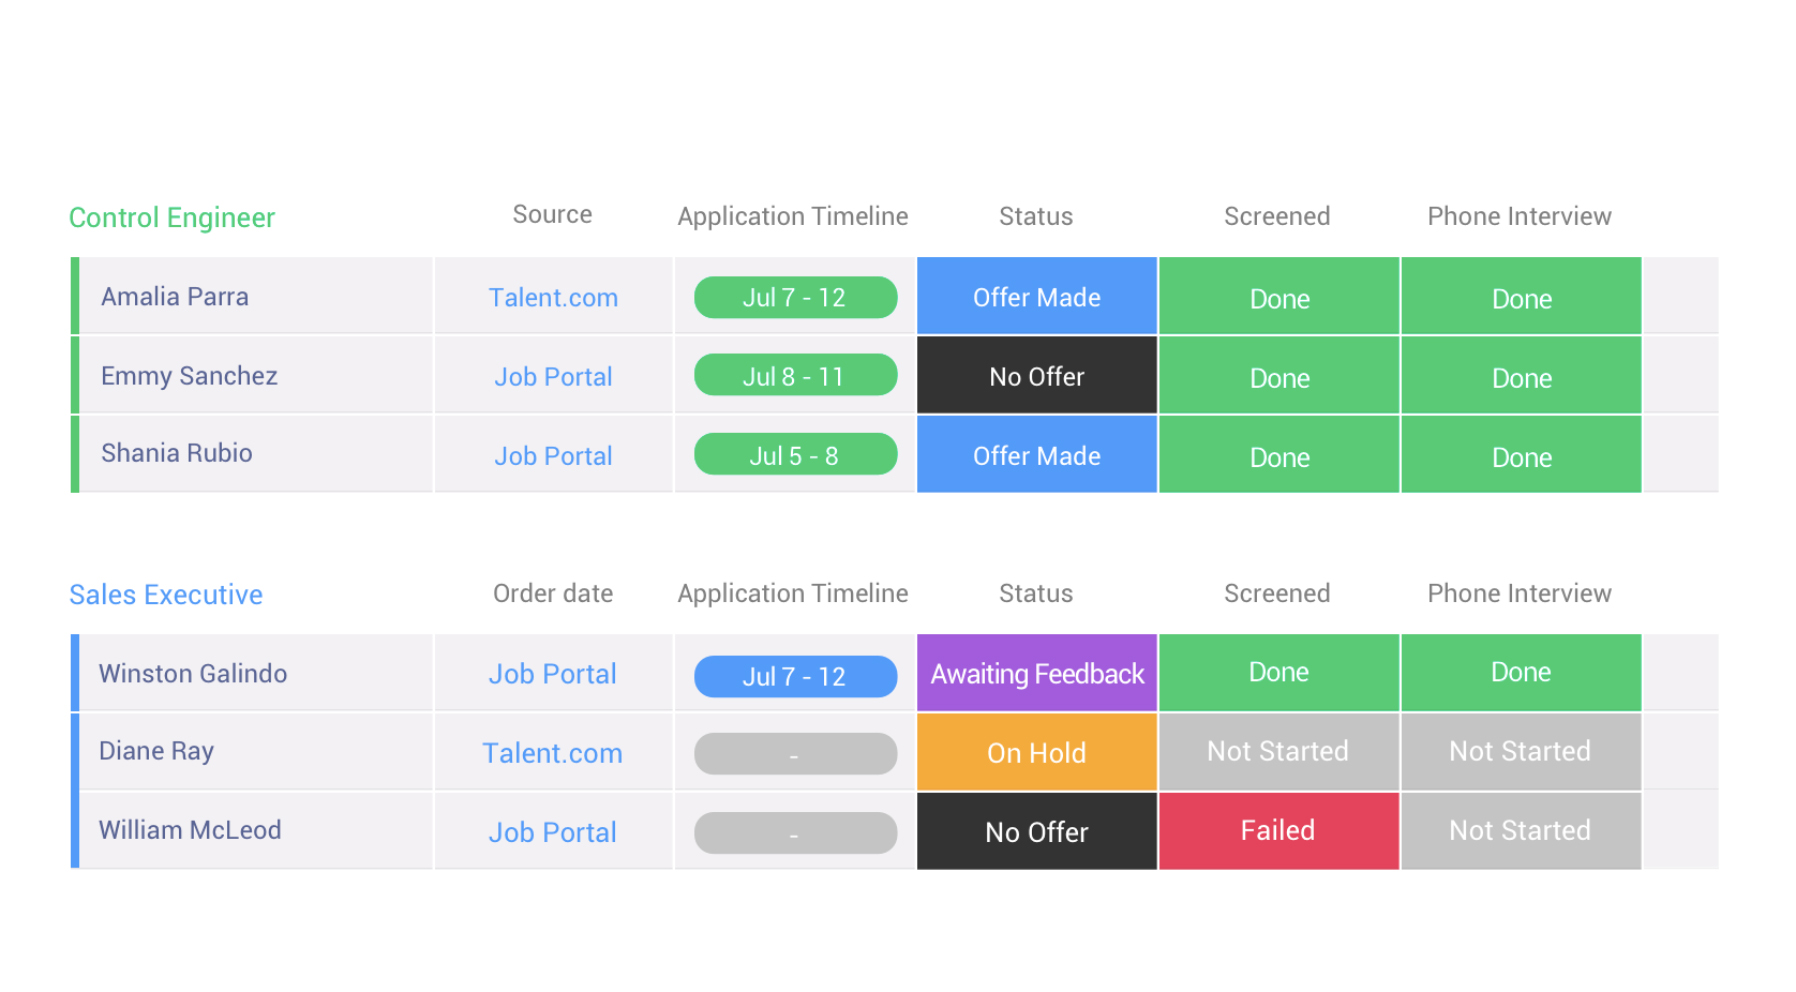 Control Engineer Source Application Timeline Status Screened Phone Interview
Amalia Parra Talent.com Jul 7 - 12 Offer Made Done Done
Emmy Sanchez Job Portal Jul 8 - 11 No Offer Done Done
Shania Rubio Job Portal Jul 5 - 8 Offer Made Done Done
Sales Executive Order date Application Timeline Status Screened Phone Interview
Winston Galindo Job Portal Jul 7 - 12 Awaiting Feedback Done Done
Diane Ray Talent.com - On Hold Not Started Not Started
William McLeod Job Portal - No Offer Failed Not Started